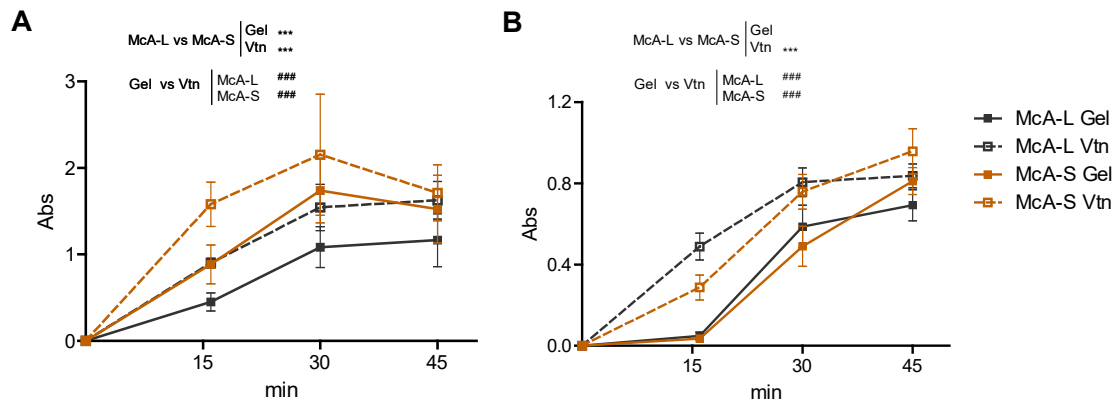 A
McA-L vs McA-S Gel ***
Vtn ***
Gel vs Vtn McA-L ###
McA-S ###
Abs
3
2
1
0
15 30 45
min
B
McA-L vs McA-S Gel
Vtn ***
Gel vs Vtn McA-L ###
McA-S ###
Abs
1.2
0.8
0.4
0.0
15 30 45
min
McA-L Gel
McA-L Vtn
McA-S Gel
McA-S Vtn